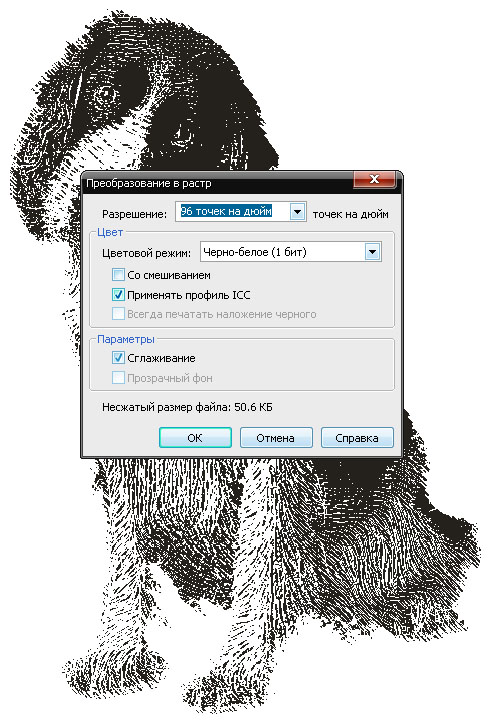 Преобразование в растр
Разрешение: 96 точек на дюйм точек на дюйм
Цвет
Цветовой режим: Черно-белое (1 бит)
Со смешиванием
Применять профиль ICC
Всегда печатать наложение черного
Параметры
Сглаживание
Прозрачный фон
Несжатый размер файла: 50.6 КБ
ОК Отмена Справка